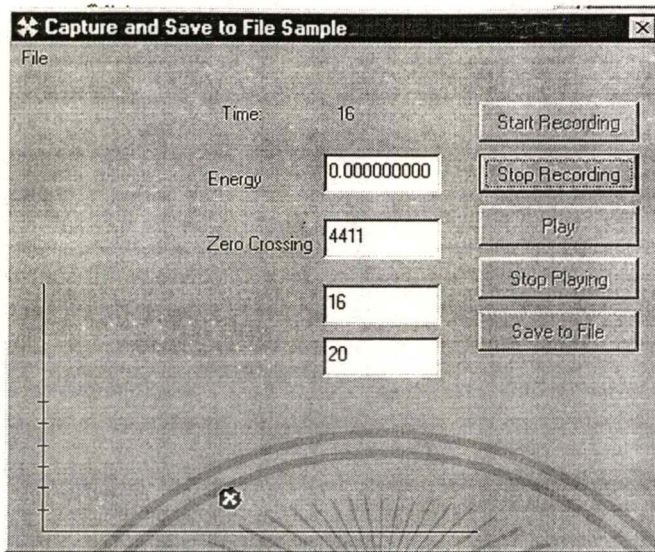 Capture and Save to File Sample
File
Time: 16
Start Recording
Energy 0.000000000
Stop Recording
Zero Crossing 4411
Play
16
Stop Playing
20
Save to File